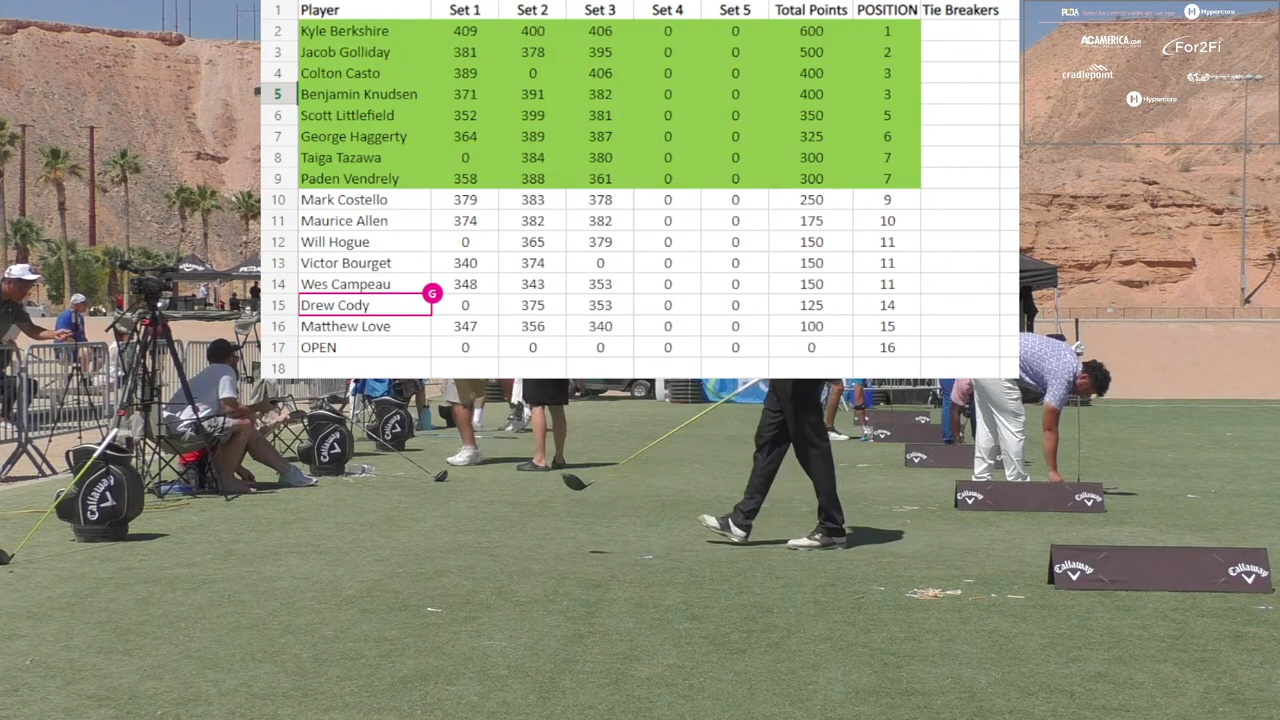 1 Player Set 1 Set 2 Set 3 Set 4 Set 5 Total Points POSITION Tie Breakers
2 Kyle Berkshire 409 400 406 0 0 600 1
3 Jacob Golliday 381 378 395 0 0 500 2
4 Colton Casto 389 0 406 0 0 400 3
5 Benjamin Knudsen 371 391 382 0 0 400 3
6 Scott Littlefield 352 399 381 0 0 350 5
7 George Haggerty 364 389 387 0 0 325 6
8 Taiga Tazawa 0 384 380 0 0 300 7
9 Paden Vendrely 358 388 361 0 0 300 7
10 Mark Costello 379 383 378 0 0 250 9
11 Maurice Allen 374 382 382 0 0 175 10
12 Will Hogue 0 365 379 0 0 150 11
13 Victor Bourget 340 374 0 0 0 150 11
14 Wes Campeau 348 343 353 0 0 150 11
G
15 Drew Cody 0 375 353 0 0 125 14
16 Matthew Love 347 356 340 0 0 100 15
17 OPEN 0 0 0 0 0 0 16
18
Hypercore
ACAMERICA.com
For2Fi
cradlepoint
Hypercore
Callaway
Callaway
Callaway
Callaway
Callaway
Callaway
Callaway